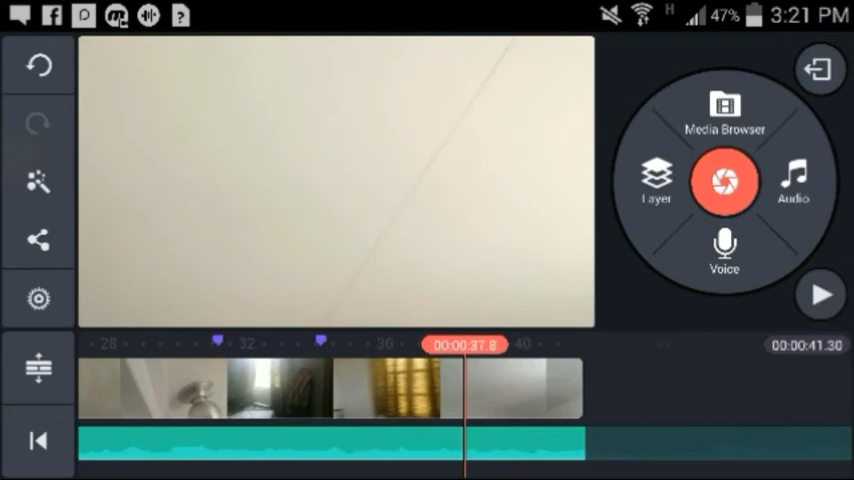 H 47% 3:21 PM
Media Browser
Layer
Audio
Voice
28 32 36 00:00:37.8 40 00:00:41.30